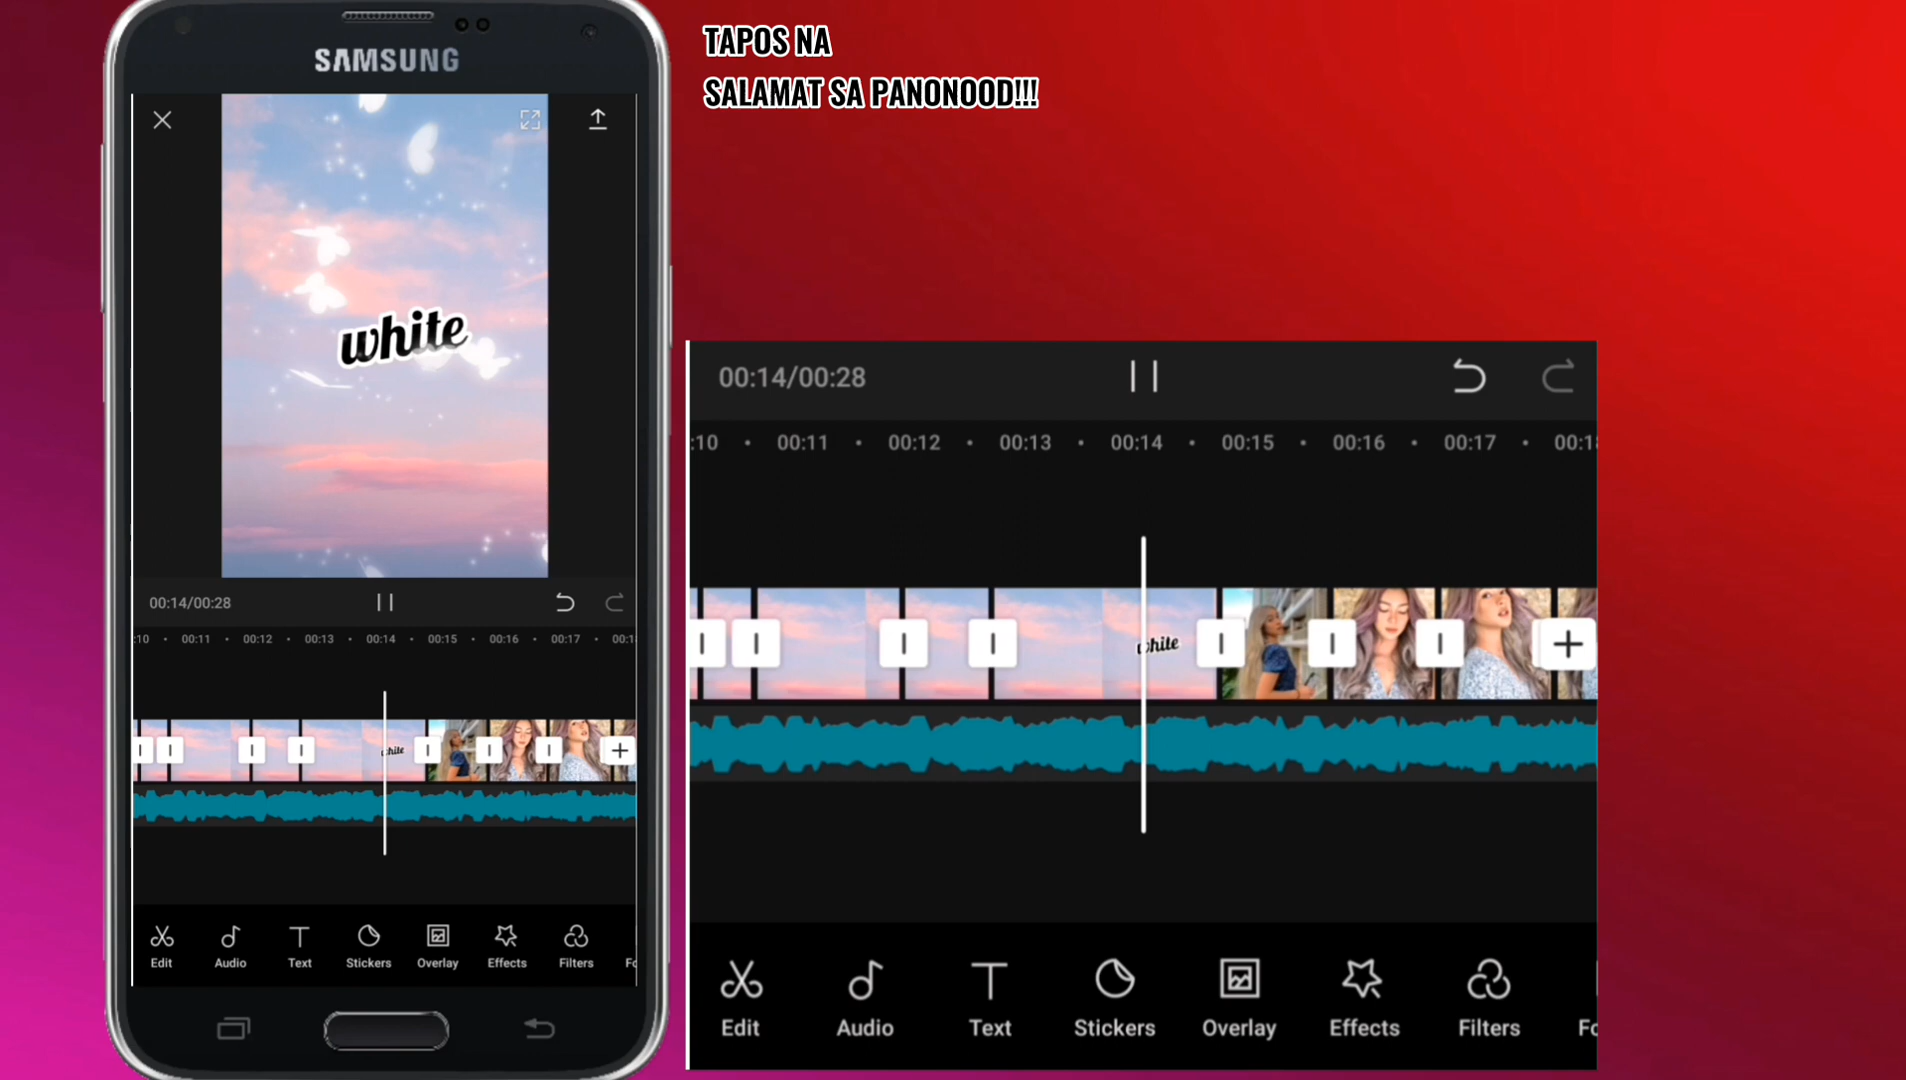 TAPOS NA
SALAMAT SA PANONOOD!!!
SAMSUNG
white
00:14/00:28
:10 00:11 00:12 00:13 00:14 00:15 00:16 00:17 00:1
white
Edit Audio Text Stickers Overlay Effects Filters Fo
00:14/00:28
:10 00:11 00:12 00:13 00:14 00:15 00:16 00:17 00:18
white
Edit Audio Text Stickers Overlay Effects Filters Fo